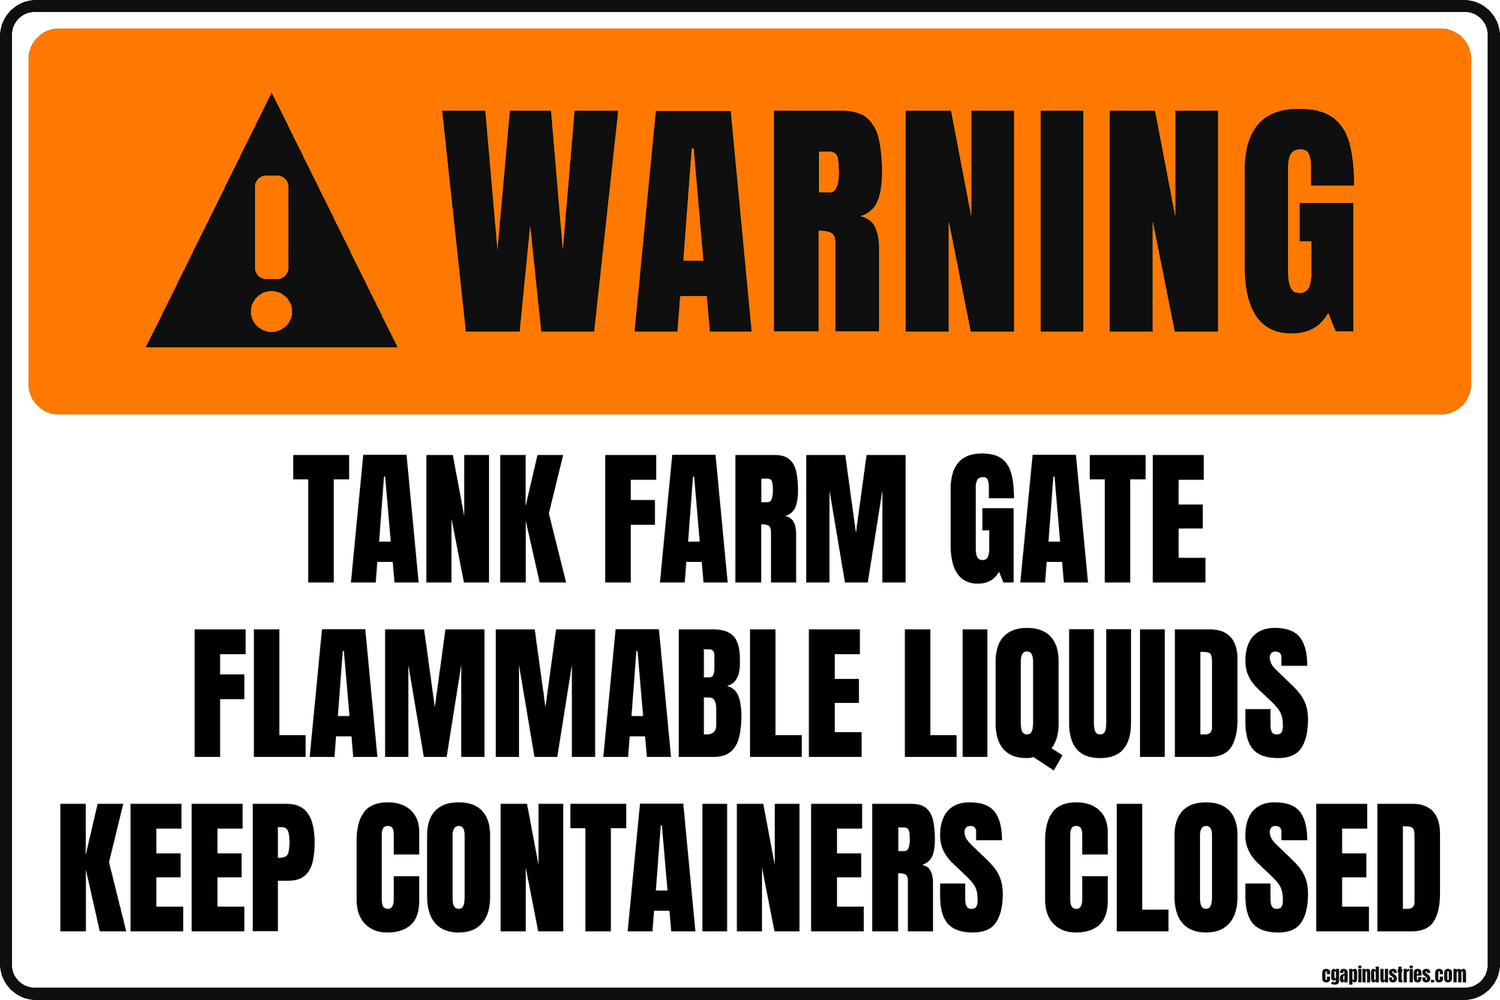 WARNING
TANK FARM GATE
FLAMMABLE LIQUIDS
KEEP CONTAINERS CLOSED
cgapindustries.com